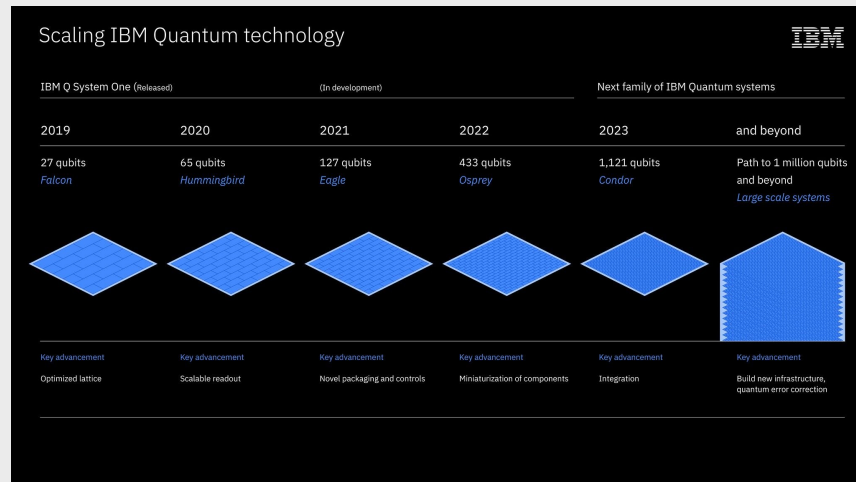 Scaling IBM Quantum technology
IBM
IBM Q System One (Released)
(In development)
Next family of IBM Quantum systems
2019
2020
2021
2022
2023
and beyond
27 qubits
65 qubits
127 qubits
433 qubits
1,121 qubits
Path to 1 million qubits
and beyond
Falcon
Hummingbird
Eagle
Osprey
Condor
Large scale systems
Key advancement
Key advancement
Key advancement
Key advancement
Key advancement
Key advancement
Optimized lattice
Scalable readout
Novel packaging and controls
Miniaturization of components
Integration
Build new infrastructure,
quantum error correction